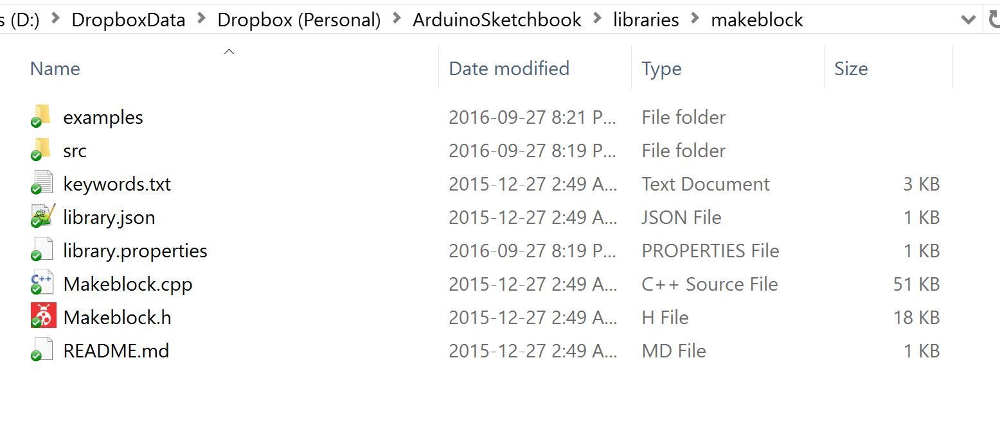 s (D:) > DropboxData > Dropbox (Personal) > ArduinoSketchbook > libraries > makeblock
Name Date modified Type Size
examples 2016-09-27 8:21 P... File folder
src 2016-09-27 8:19 P... File folder
keywords.txt 2015-12-27 2:49 A... Text Document 3 KB
library.json 2015-12-27 2:49 A... JSON File 1 KB
library.properties 2016-09-27 8:19 P... PROPERTIES File 1 KB
C++ Makeblock.cpp 2015-12-27 2:49 A... C++ Source File 51 KB
Makeblock.h 2015-12-27 2:49 A... H File 18 KB
README.md 2015-12-27 2:49 A... MD File 1 KB